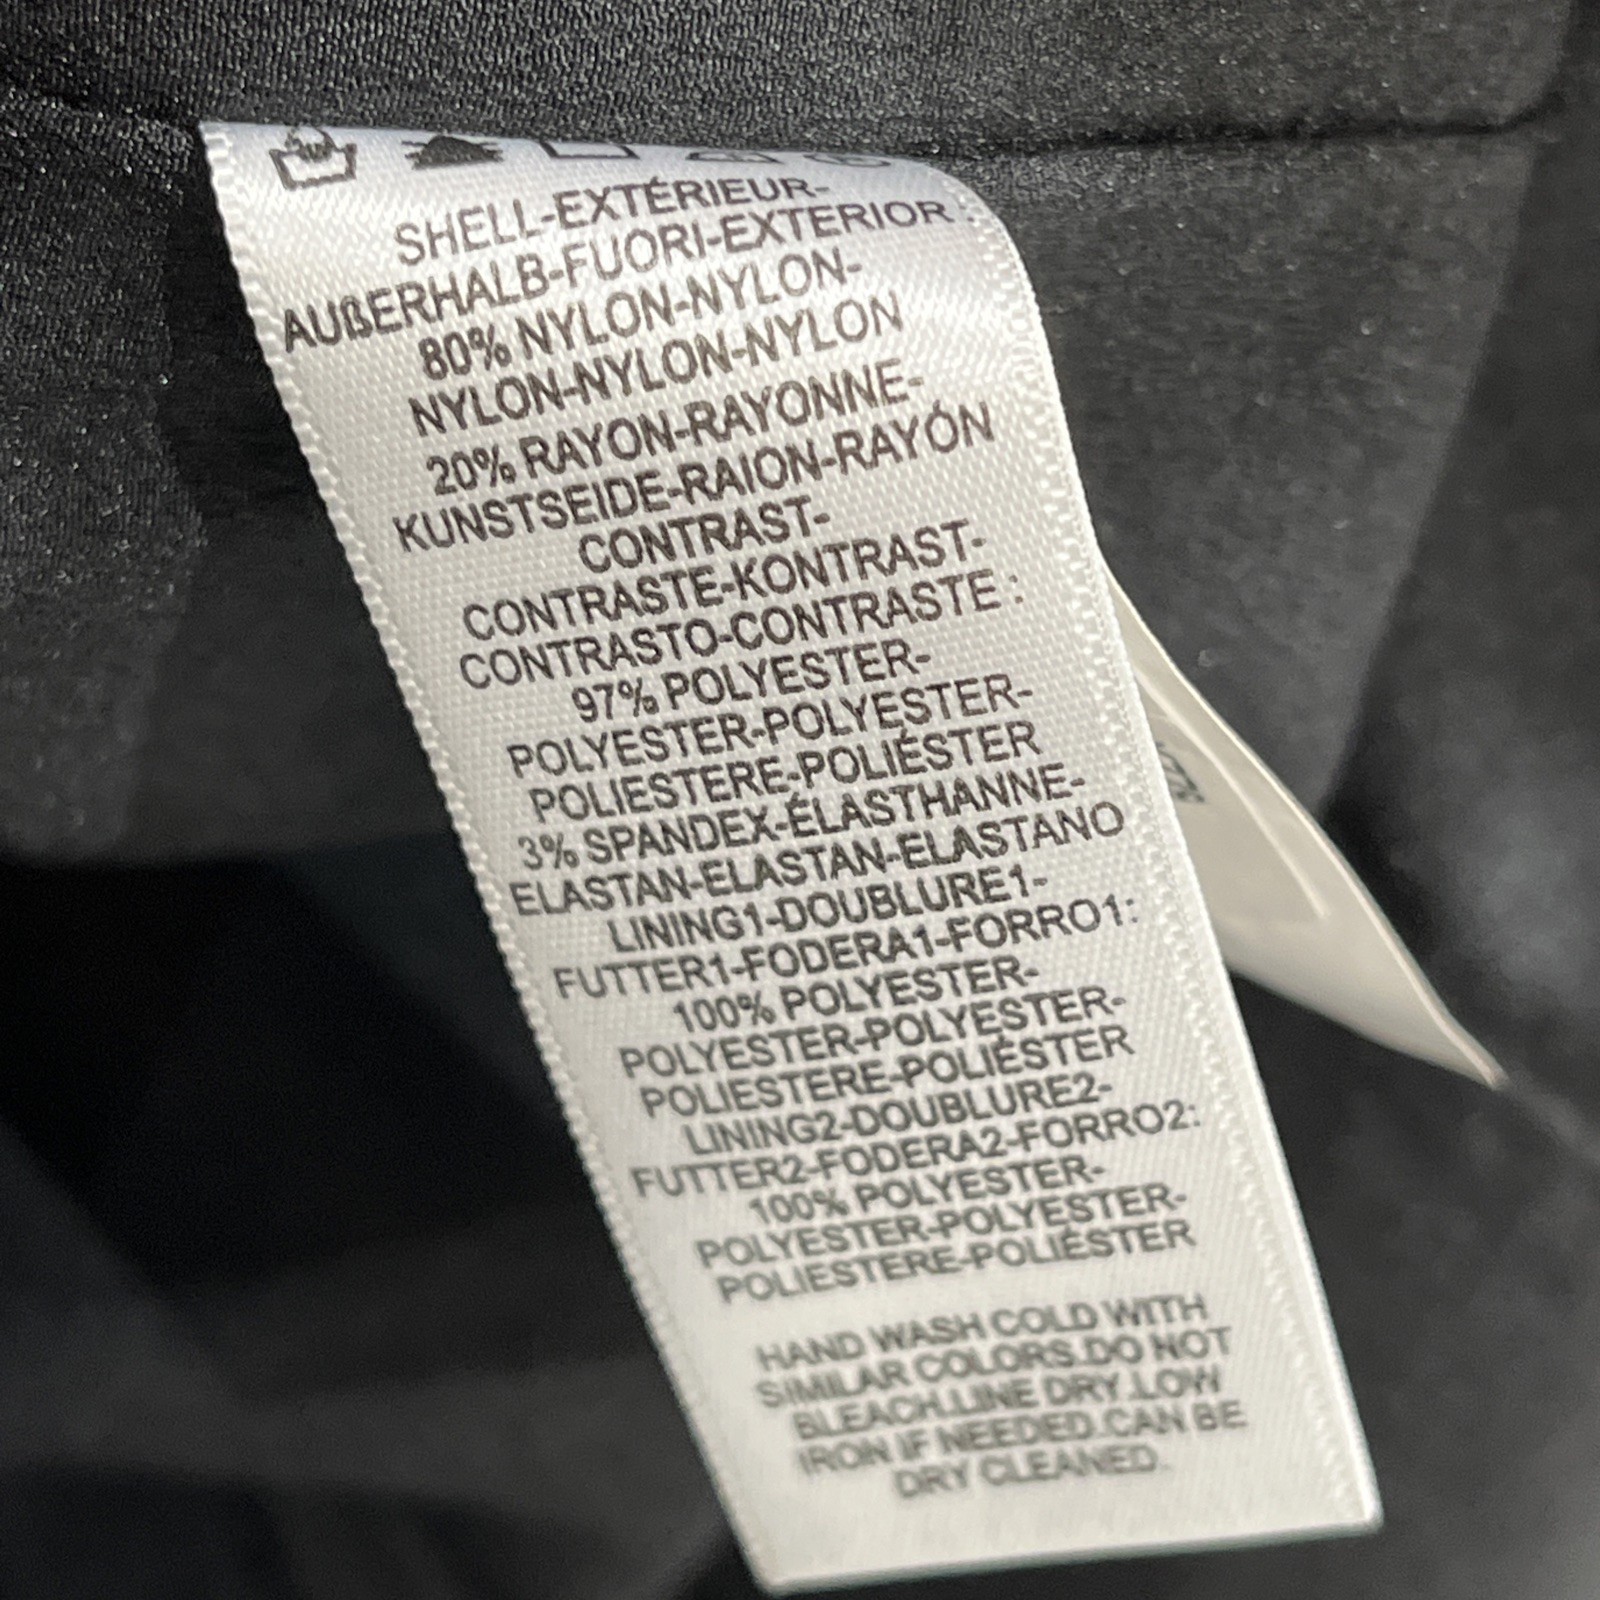 SHELL-EXTÉRIEUR-
AUßERHALB-FUORI-EXTERIOR :
80% NYLON-NYLON-
NYLON-NYLON-NYLON
20% RAYON-RAYONNE-
KUNSTSEIDE-RAION-RAYÓN
CONTRAST-
CONTRASTE-KONTRAST-
CONTRASTO-CONTRASTE :
97% POLYESTER-
POLYESTER-POLYESTER-
POLIESTERE-POLIÉSTER
3% SPANDEX-ÉLASTHANNE-
ELASTAN-ELASTAN-ELASTANO
LINING1-DOUBLURE1-
FUTTER1-FODERA1-FORRO1:
100% POLYESTER-
POLYESTER-POLYESTER-
POLIESTERE-POLIÉSTER
LINING2-DOUBLURE2-
FUTTER2-FODERA2-FORRO2:
100% POLYESTER-
POLYESTER-POLYESTER-
POLIESTERE-POLIÉSTER
HAND WASH COLD WITH
SIMILAR COLORS.DO NOT
BLEACH.LINE DRY.LOW
IRON IF NEEDED.CAN BE
DRY CLEANED.